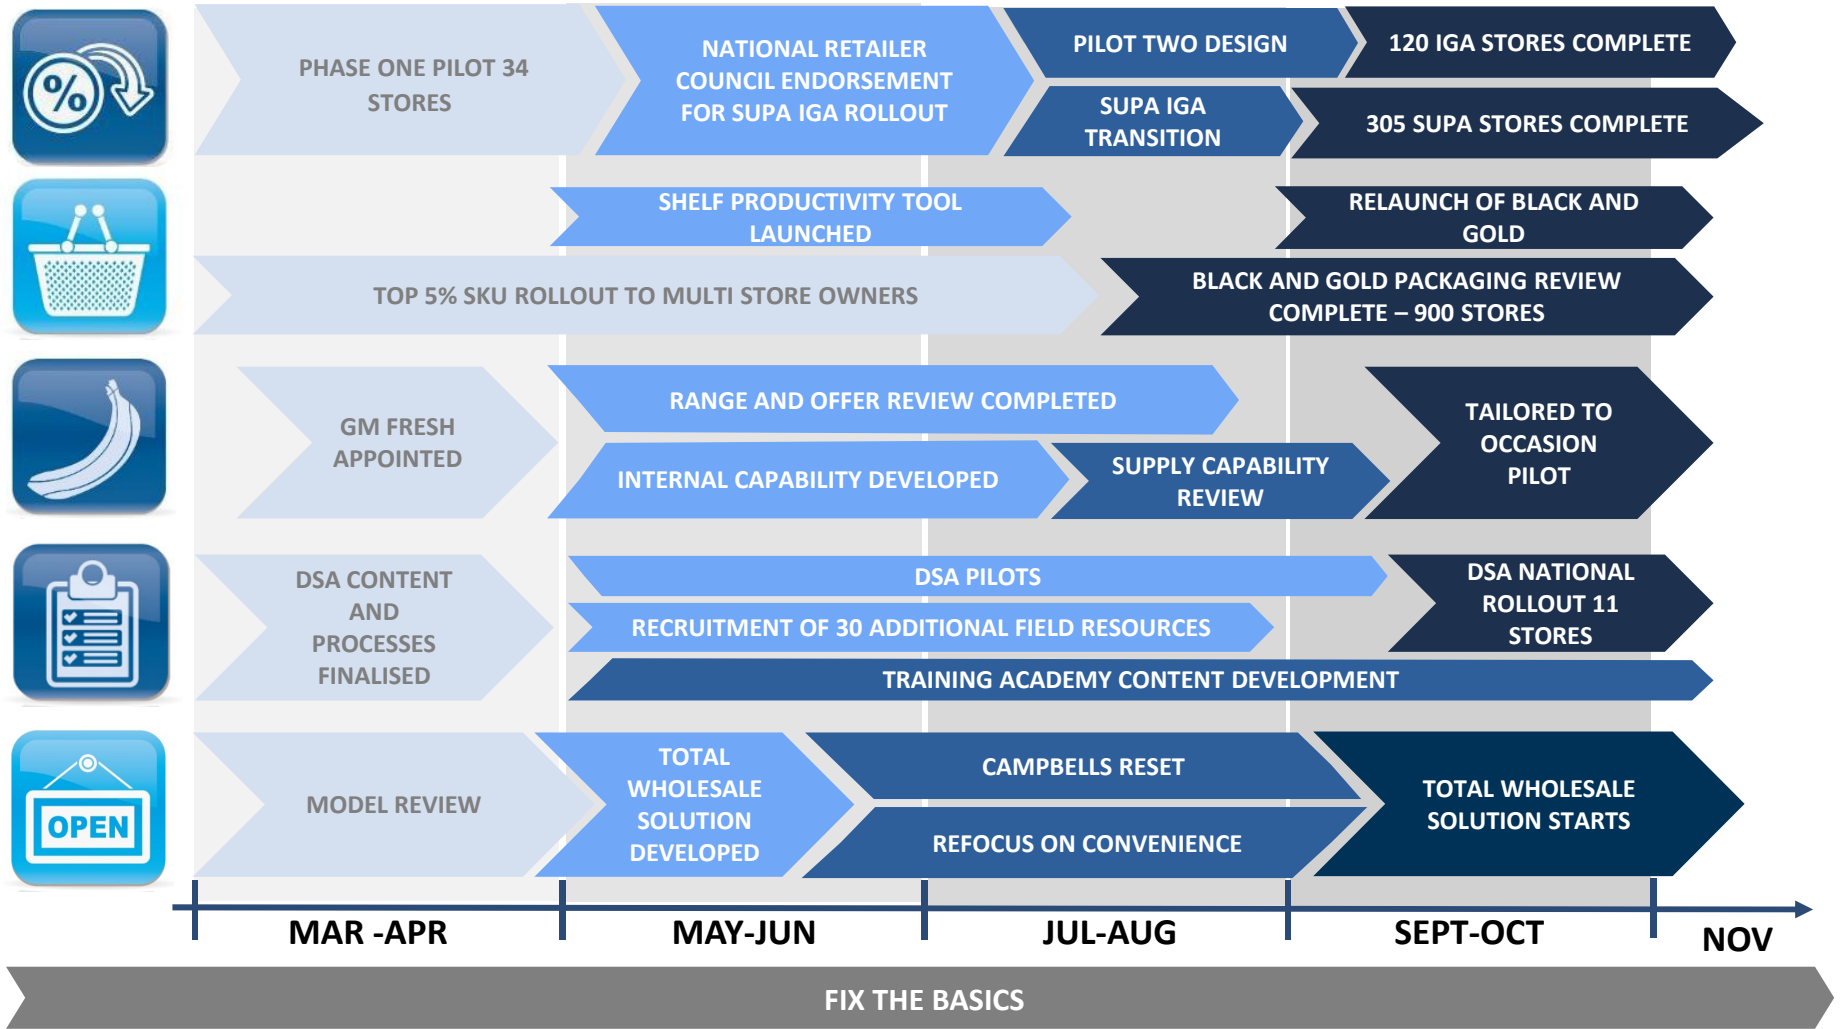 PHASE ONE PILOT 34
STORES
NATIONAL RETAILER
COUNCIL ENDORSEMENT
FOR SUPA IGA ROLLOUT
PILOT TWO DESIGN
120 IGA STORES COMPLETE
SUPA IGA
TRANSITION
305 SUPA STORES COMPLETE
SHELF PRODUCTIVITY TOOL
LAUNCHED
RELAUNCH OF BLACK AND
GOLD
TOP 5% SKU ROLLOUT TO MULTI STORE OWNERS
BLACK AND GOLD PACKAGING REVIEW
COMPLETE – 900 STORES
GM FRESH
APPOINTED
RANGE AND OFFER REVIEW COMPLETED
INTERNAL CAPABILITY DEVELOPED
SUPPLY CAPABILITY
REVIEW
TAILORED TO
OCCASION
PILOT
DSA CONTENT
AND
PROCESSES
FINALISED
DSA PILOTS
RECRUITMENT OF 30 ADDITIONAL FIELD RESOURCES
TRAINING ACADEMY CONTENT DEVELOPMENT
DSA NATIONAL
ROLLOUT 11
STORES
OPEN
MODEL REVIEW
TOTAL
WHOLESALE
SOLUTION
DEVELOPED
CAMPBELLS RESET
REFOCUS ON CONVENIENCE
TOTAL WHOLESALE
SOLUTION STARTS
MAR -APR
MAY-JUN
JUL-AUG
SEPT-OCT
NOV
FIX THE BASICS
%